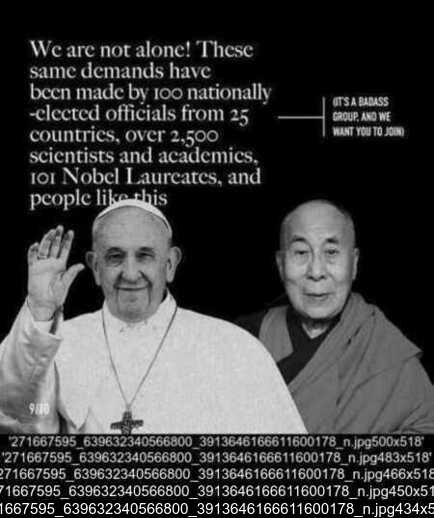 We are not alone! These
same demands have
been made by 100 nationally
-elected officials from 25
countries, over 2,500
scientists and academics,
101 Nobel Laureates, and
people like this
(IT'S A BADASS
GROUP, AND WE
WANT YOU TO JOIN)
9/10
'271667595_639632340566800_3913646166611600178_n.jpg500x518'
'271667595_639632340566800_3913646166611600178_n.jpg483x518'
271667595_639632340566800_3913646166611600178_n.jpg466x518
71667595_639632340566800_3913646166611600178_n.jpg450x51
1667595_639632340566800_3913646166611600178_n.jpg434x5